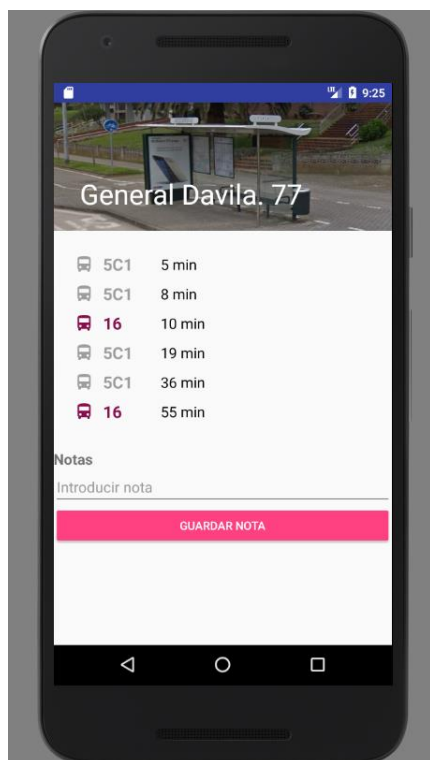 LTE 9:25
General Davila. 77
5C1 5 min
5C1 8 min
16 10 min
5C1 19 min
5C1 36 min
16 55 min
Notas
Introducir nota
GUARDAR NOTA